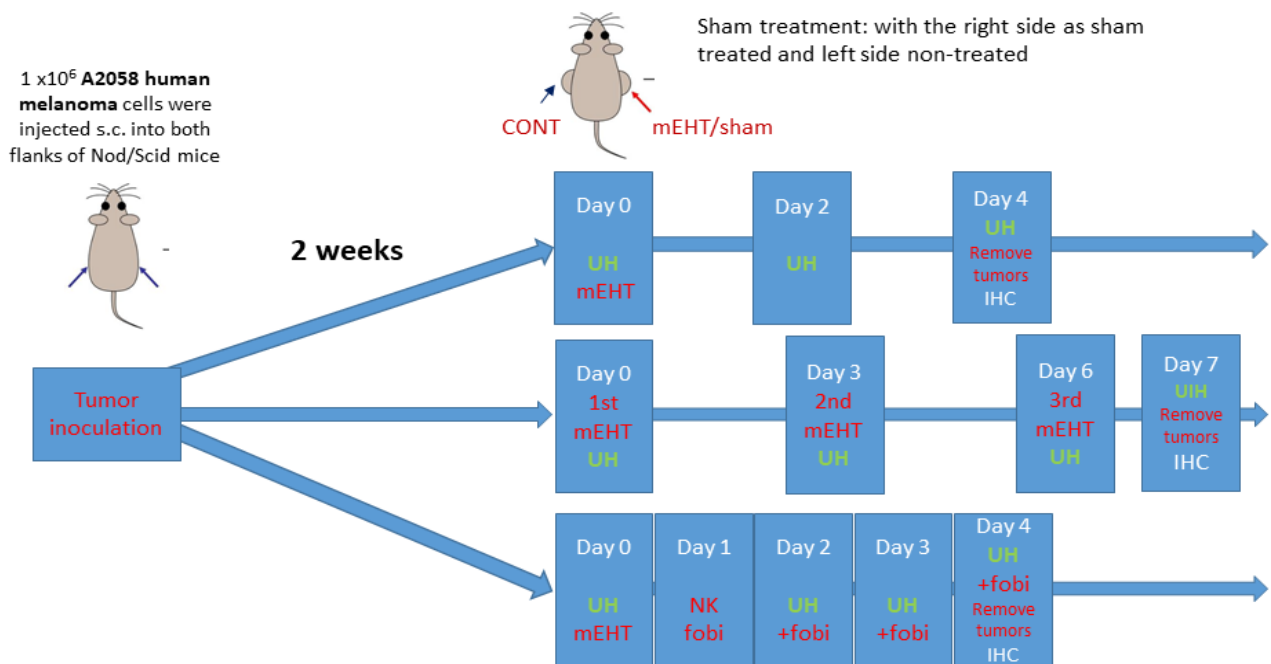 1 x10⁶ A2058 human
melanoma cells were
injected s.c. into both
flanks of Nod/Scid mice
Sham treatment: with the right side as sham
treated and left side non-treated
CONT
mEHT/sham
2 weeks
Tumor
inoculation
Day 0
UH
mEHT
Day 2
UH
Day 4
UH
Remove
tumors
IHC
Day 0
1st
mEHT
UH
Day 3
2nd
mEHT
UH
Day 6
3rd
mEHT
UH
Day 7
UIH
Remove
tumors
IHC
Day 0
UH
mEHT
Day 1
NK
fobi
Day 2
UH
+fobi
Day 3
UH
+fobi
Day 4
UH
+fobi
Remove
tumors
IHC